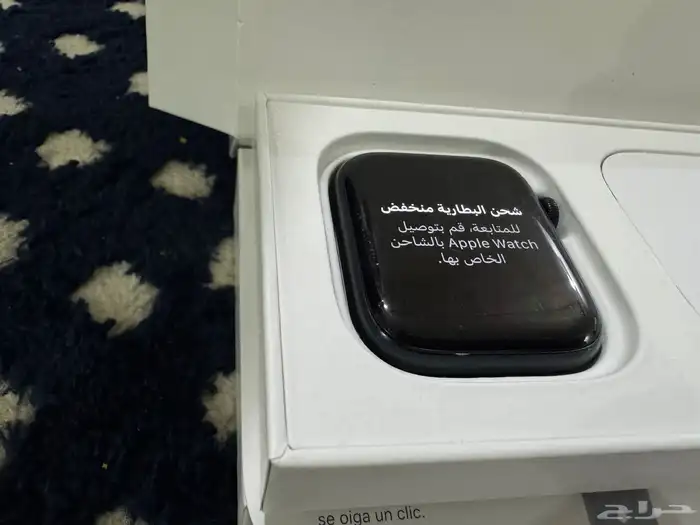 شحن البطارية منخفض
للمتابعة، قم بتوصيل
Apple Watch بالشاحن
الخاص بها.
se oiga un clic.
حراج